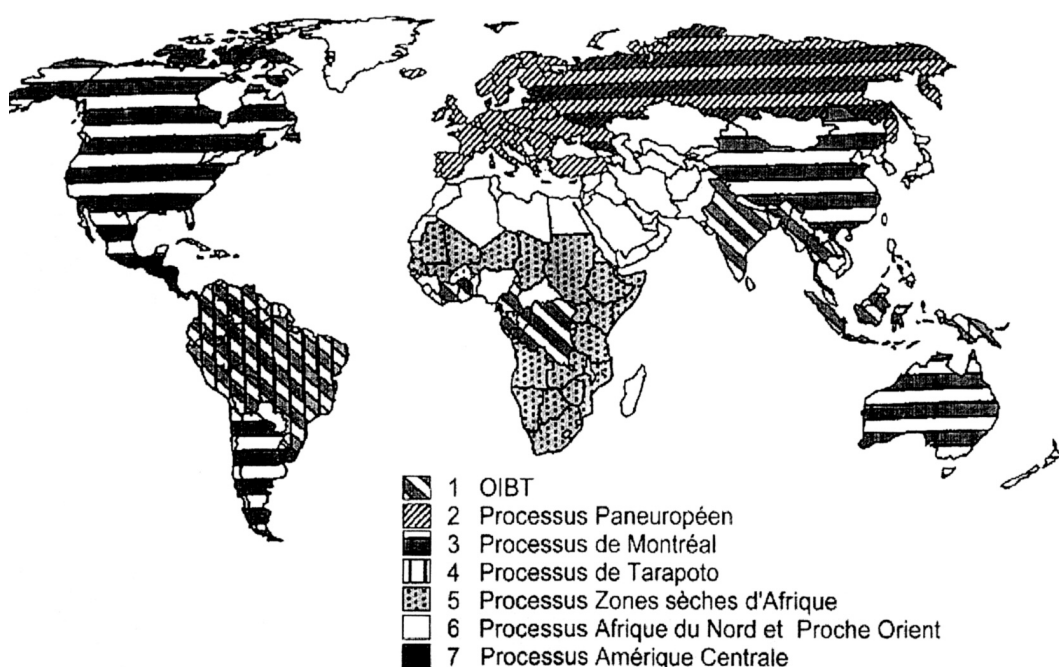 1 OIBT
2 Processus Paneuropéen
3 Processus de Montréal
4 Processus de Tarapoto
5 Processus Zones sèches d'Afrique
6 Processus Afrique du Nord et Proche Orient
7 Processus Amérique Centrale